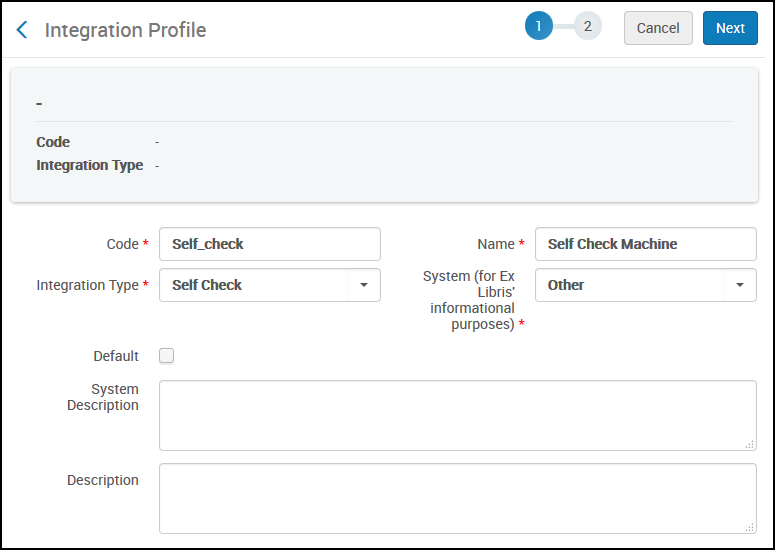 Integration Profile
1
2
Cancel
Next
-
Code -
Integration Type -
Code * Self_check
Name * Self Check Machine
Integration Type * Self Check
System (for Ex
Libris'
informational
purposes) *
Other
Default
System
Description
Description